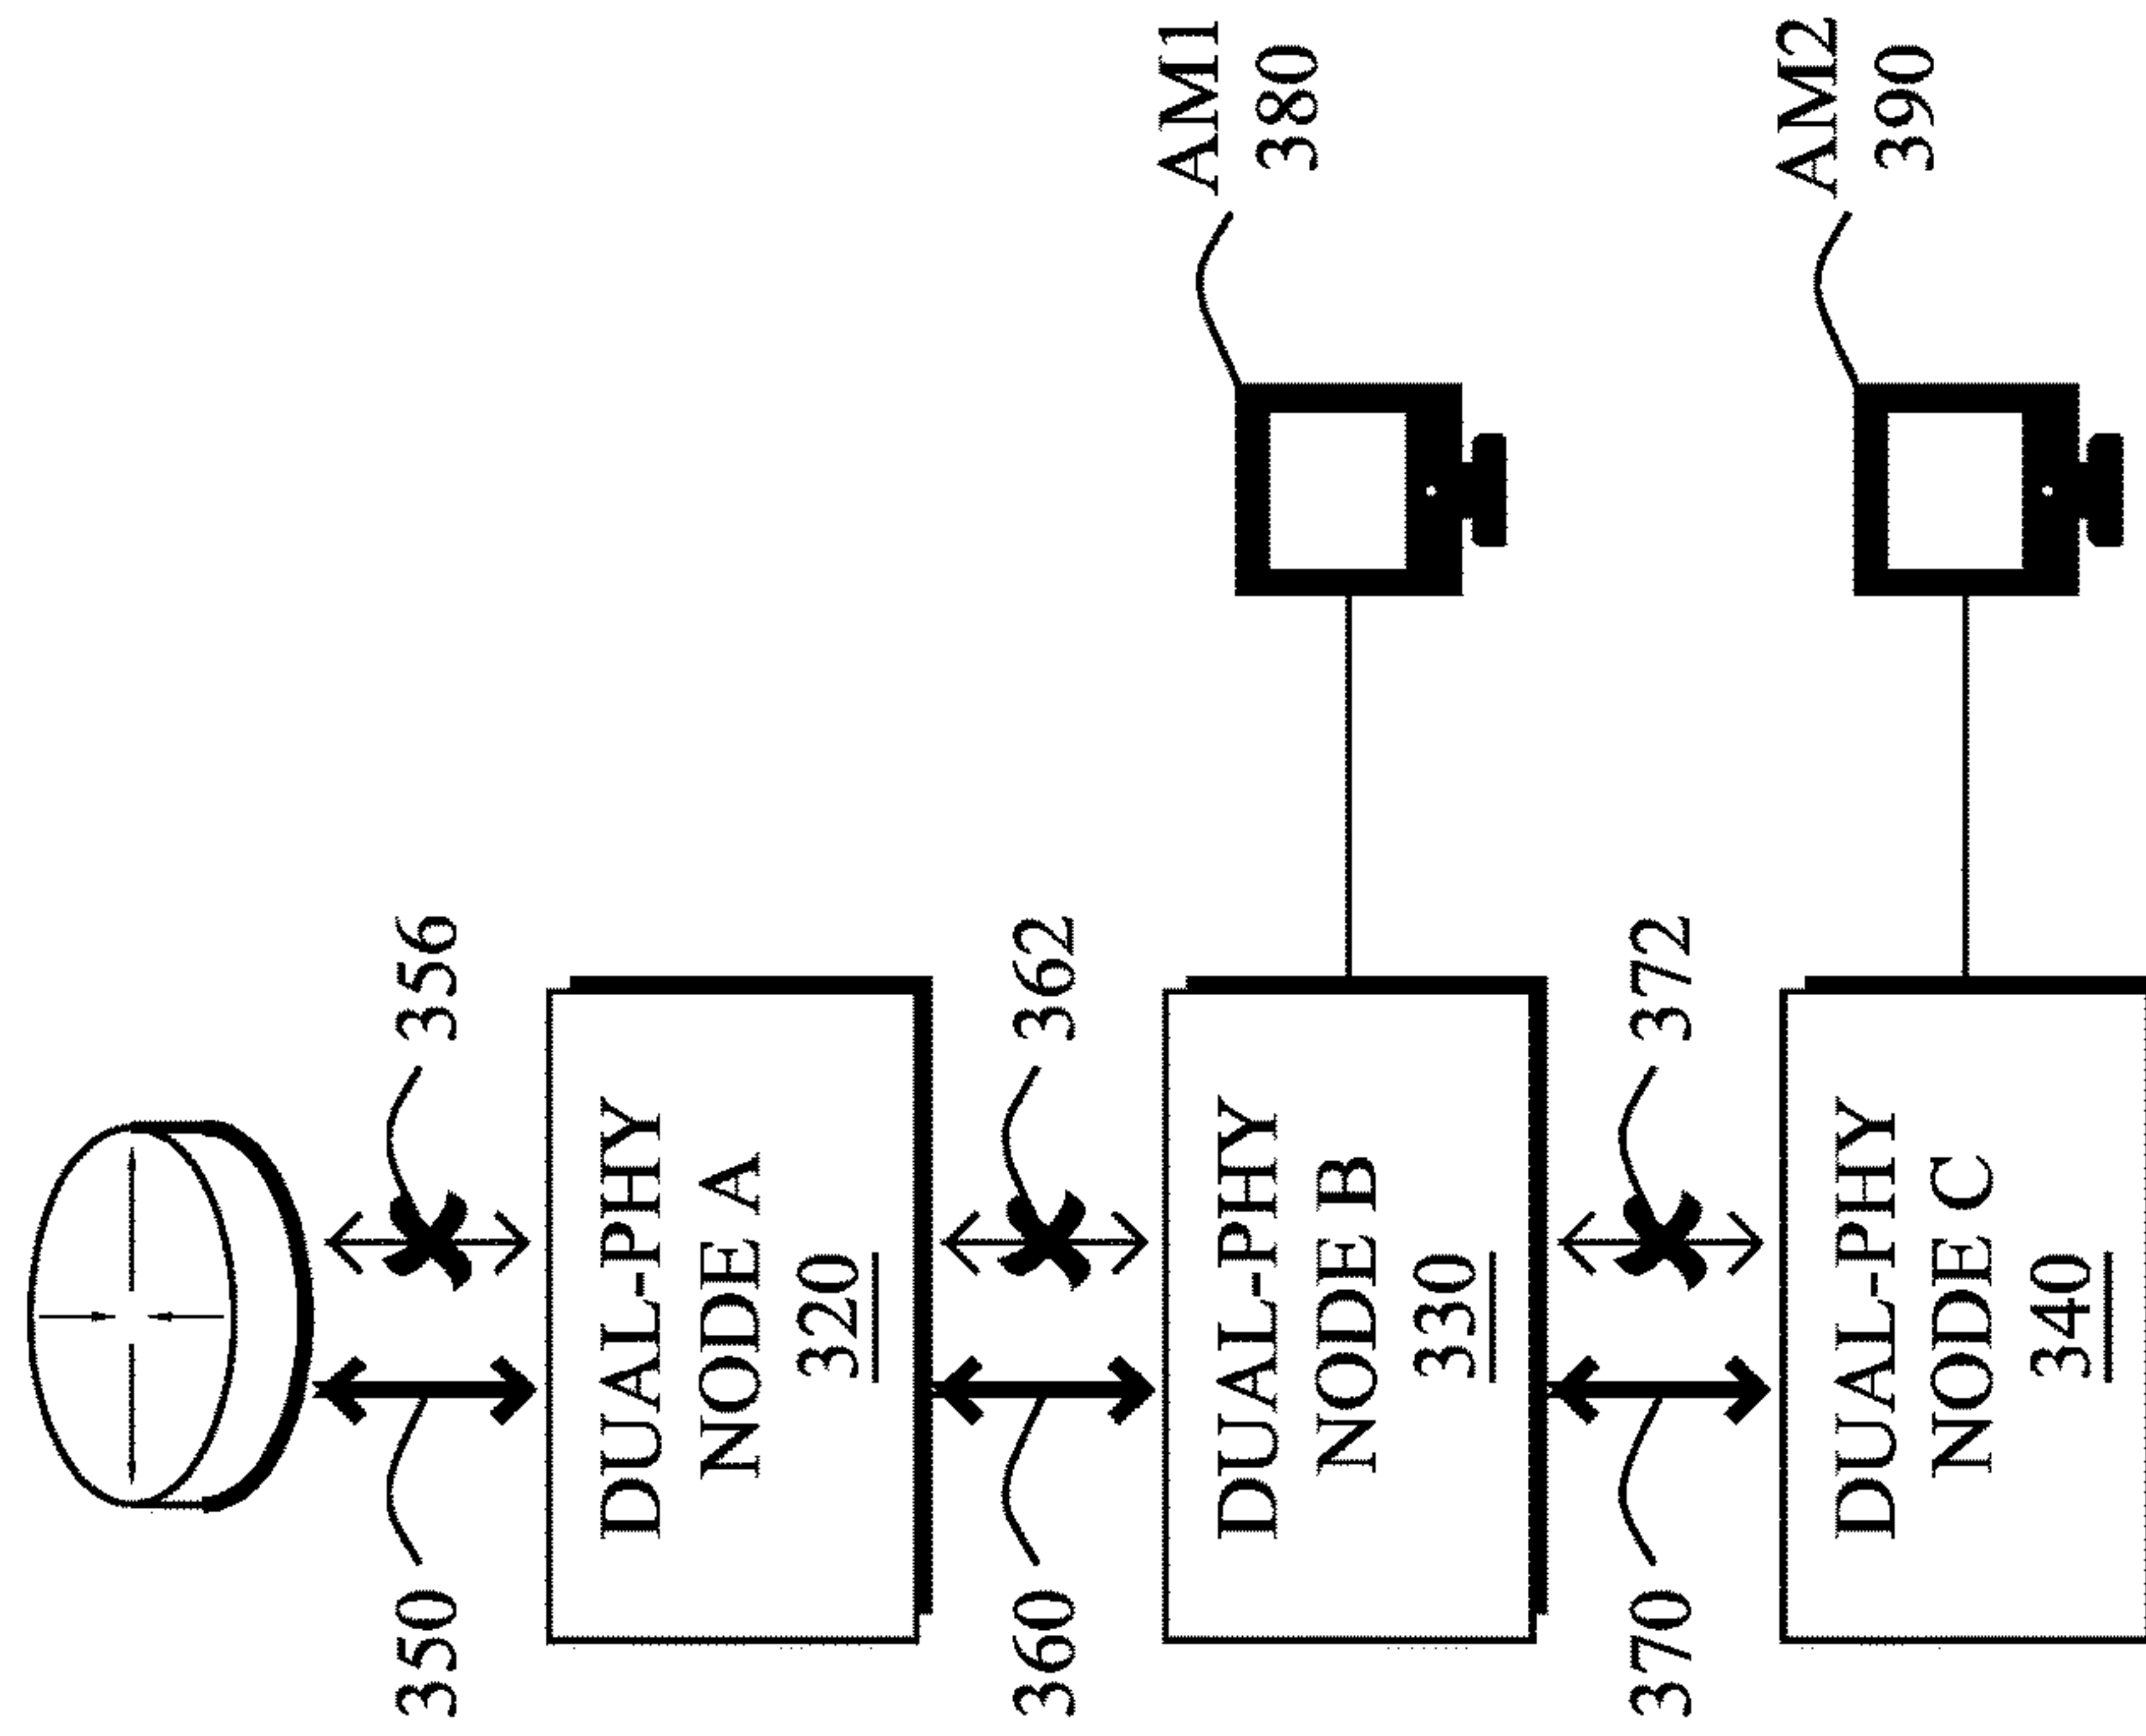 350
356
DUAL-PHY
NODE A
320
360
362
DUAL-PHY
NODE B
330
AM1
380
370
372
DUAL-PHY
NODE C
340
AM2
390